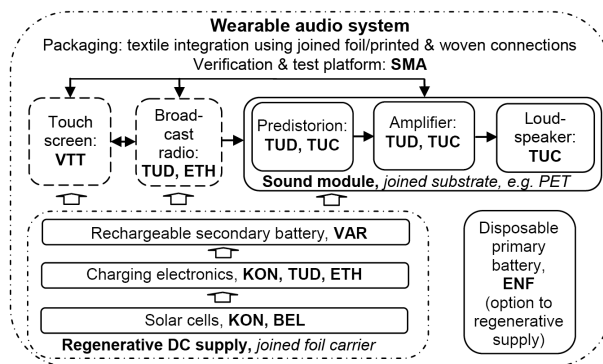 Wearable audio system
Packaging: textile integration using joined foil/printed & woven connections
Verification & test platform: SMA
Touch
screen:
VTT
Broad-
cast
radio:
TUD, ETH
Predistorion:
TUD, TUC
Amplifier:
TUD, TUC
Loud-
speaker:
TUC
Sound module, joined substrate, e.g. PET
Rechargeable secondary battery, VAR
Charging electronics, KON, TUD, ETH
Solar cells, KON, BEL
Regenerative DC supply, joined foil carrier
Disposable
primary
battery,
ENF
(option to
regenerative
supply)